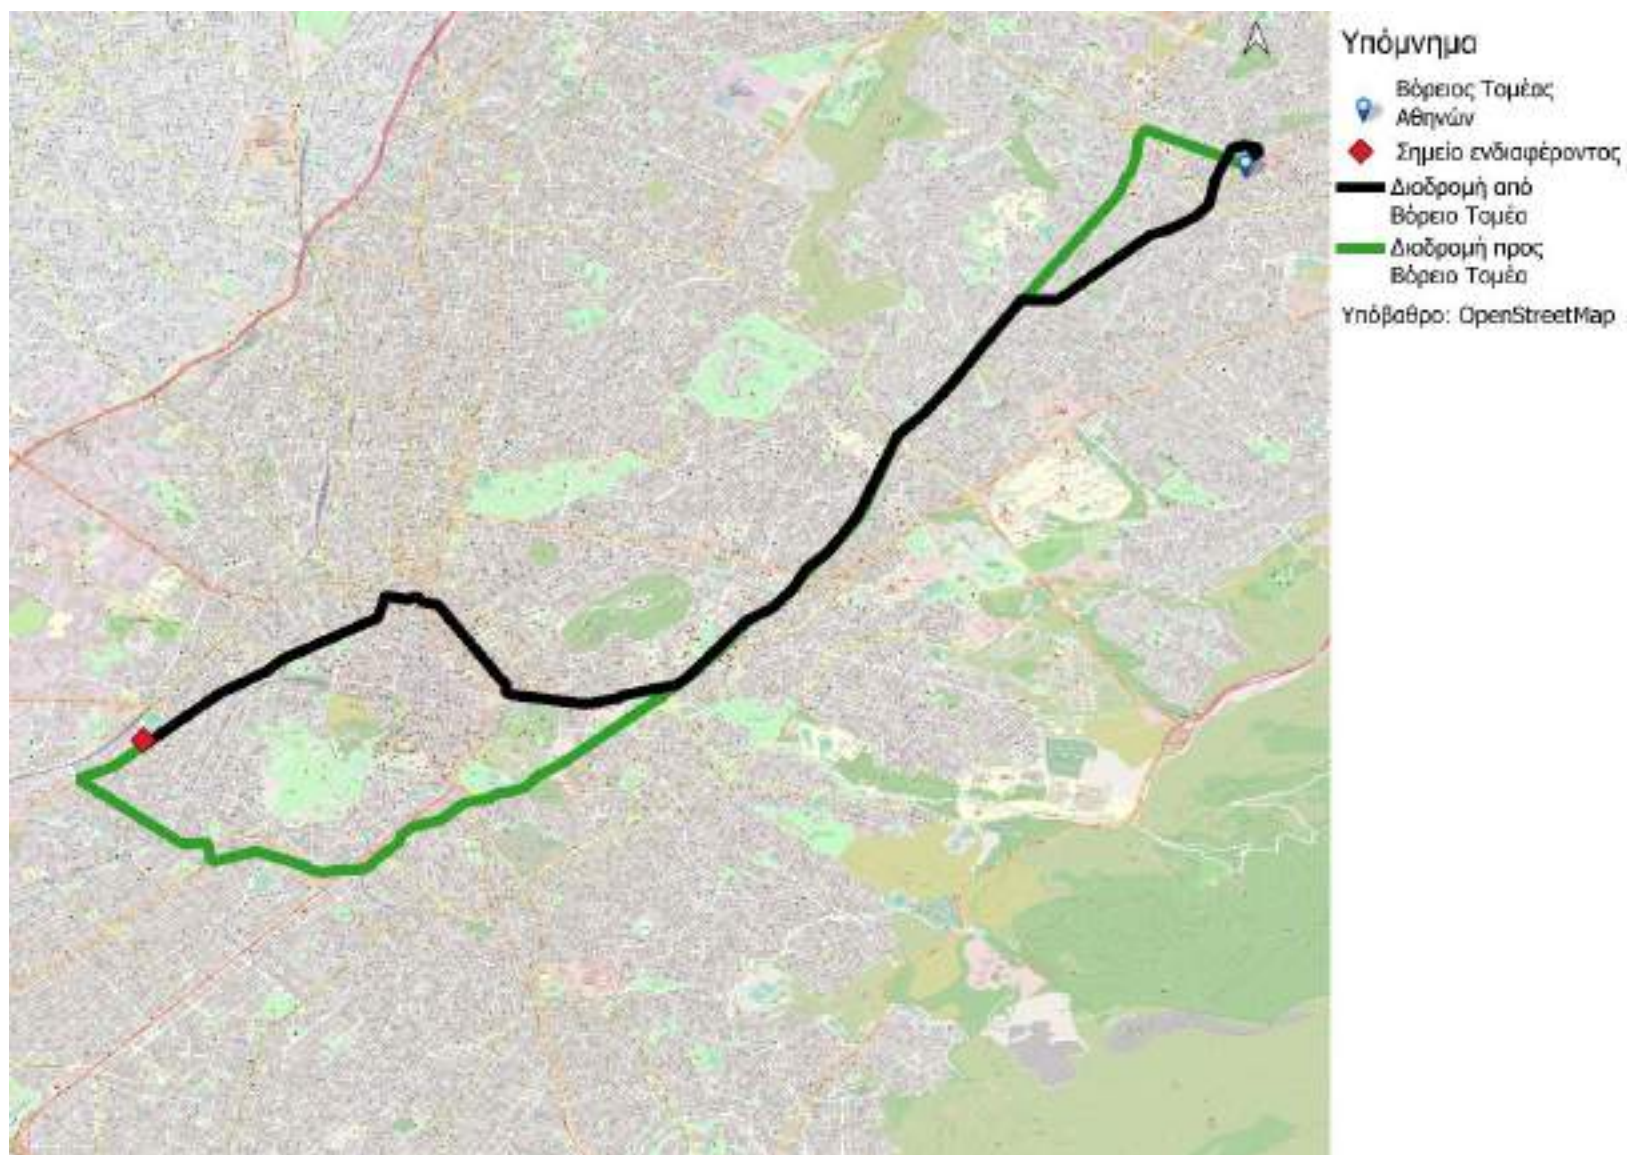 Υπόμνημα
Βόρειος Τομέας
Αθηνών
Σημείο ενδιαφέροντος
Διαδρομή από
Βόρειο Τομέα
Διαδρομή προς
Βόρειο Τομέα
Υπόβαθρο: OpenStreetMap